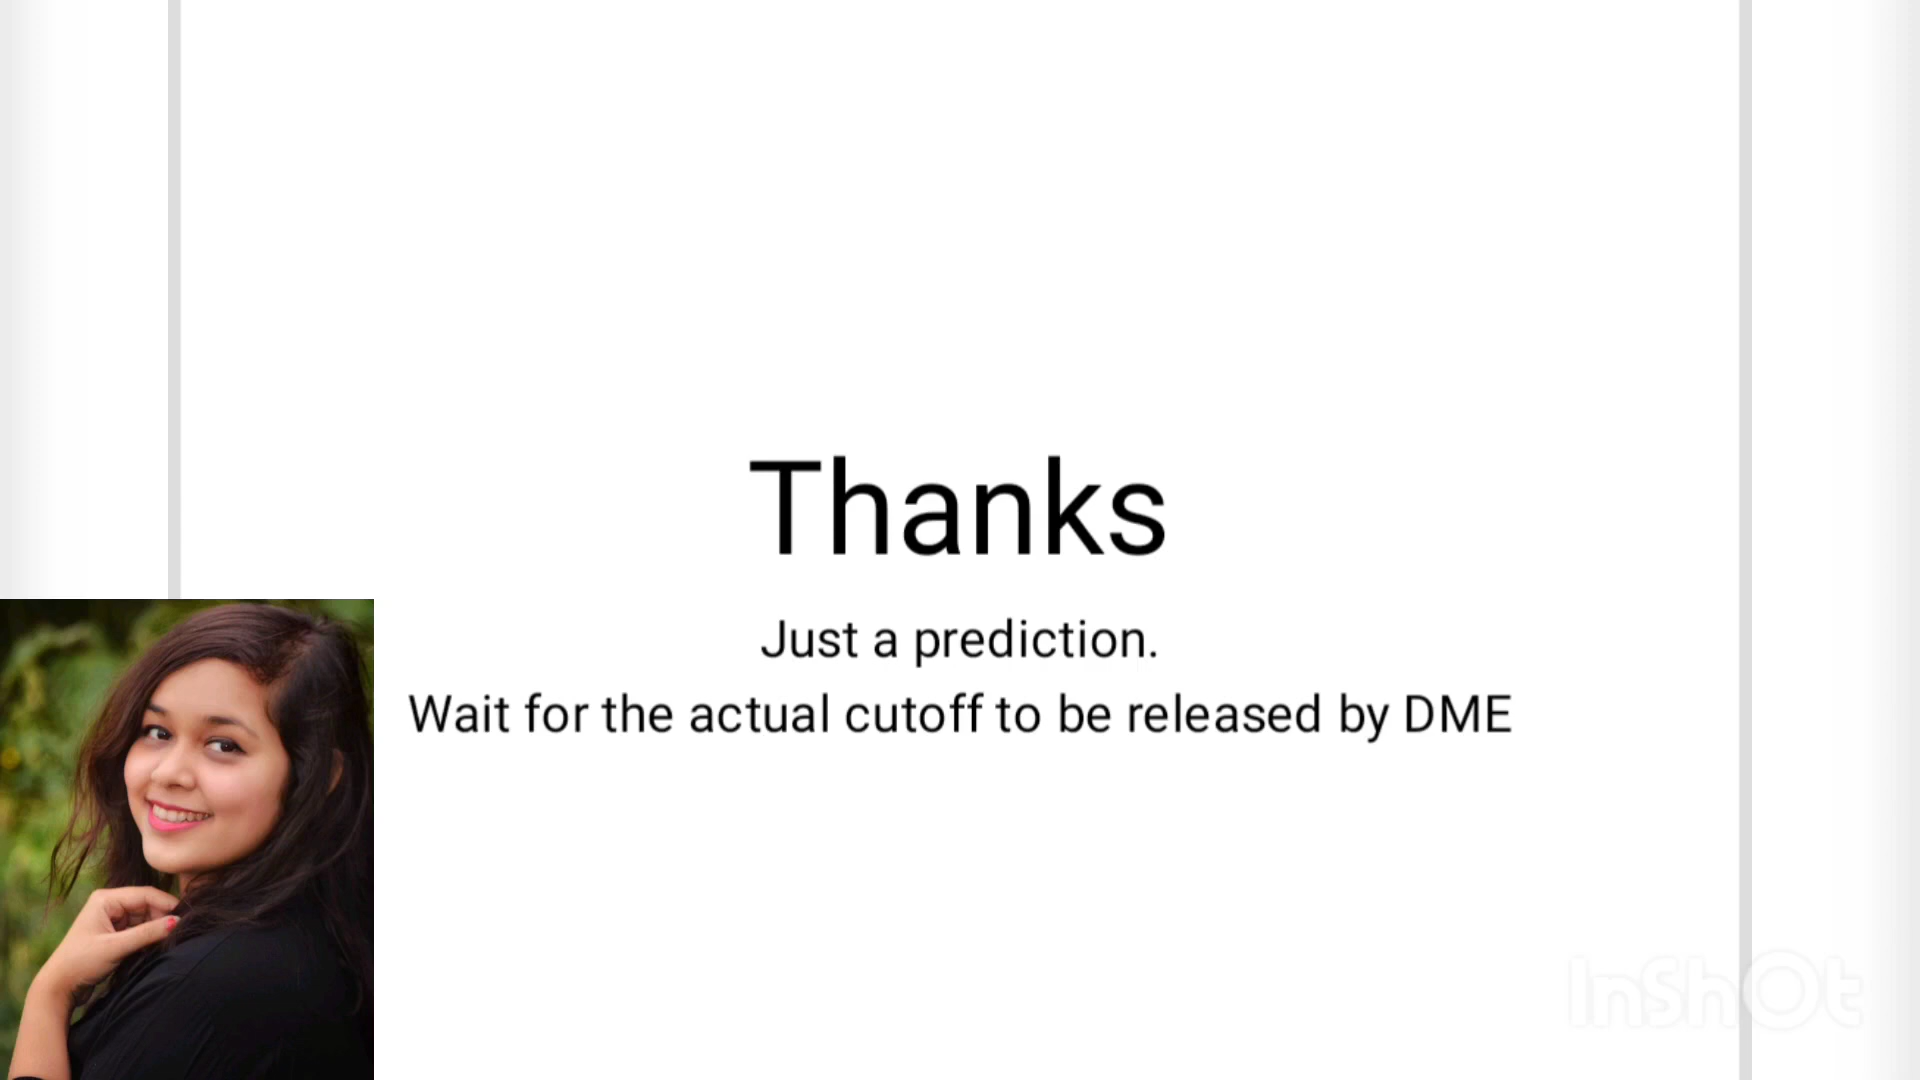 Thanks
Just a prediction.
Wait for the actual cutoff to be released by DME
InShOt